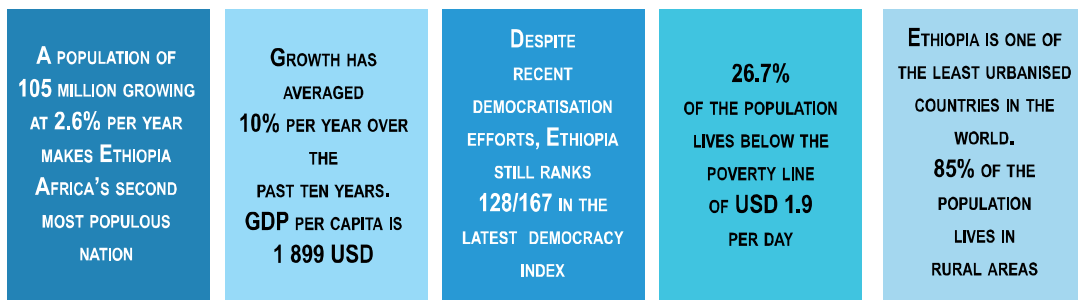 A POPULATION OF
105 MILLION GROWING
AT 2.6% PER YEAR
MAKES ETHIOPIA
AFRICA'S SECOND
MOST POPULOUS
NATION
GROWTH HAS
AVERAGED
10% PER YEAR OVER
THE
PAST TEN YEARS.
GDP PER CAPITA IS
1 899 USD
DESPITE
RECENT
DEMOCRATISATION
EFFORTS, ETHIOPIA
STILL RANKS
128/167 IN THE
LATEST DEMOCRACY
INDEX
26.7%
OF THE POPULATION
LIVES BELOW THE
POVERTY LINE
OF USD 1.9
PER DAY
ETHIOPIA IS ONE OF
THE LEAST URBANISED
COUNTRIES IN THE
WORLD.
85% OF THE
POPULATION
LIVES IN
RURAL AREAS